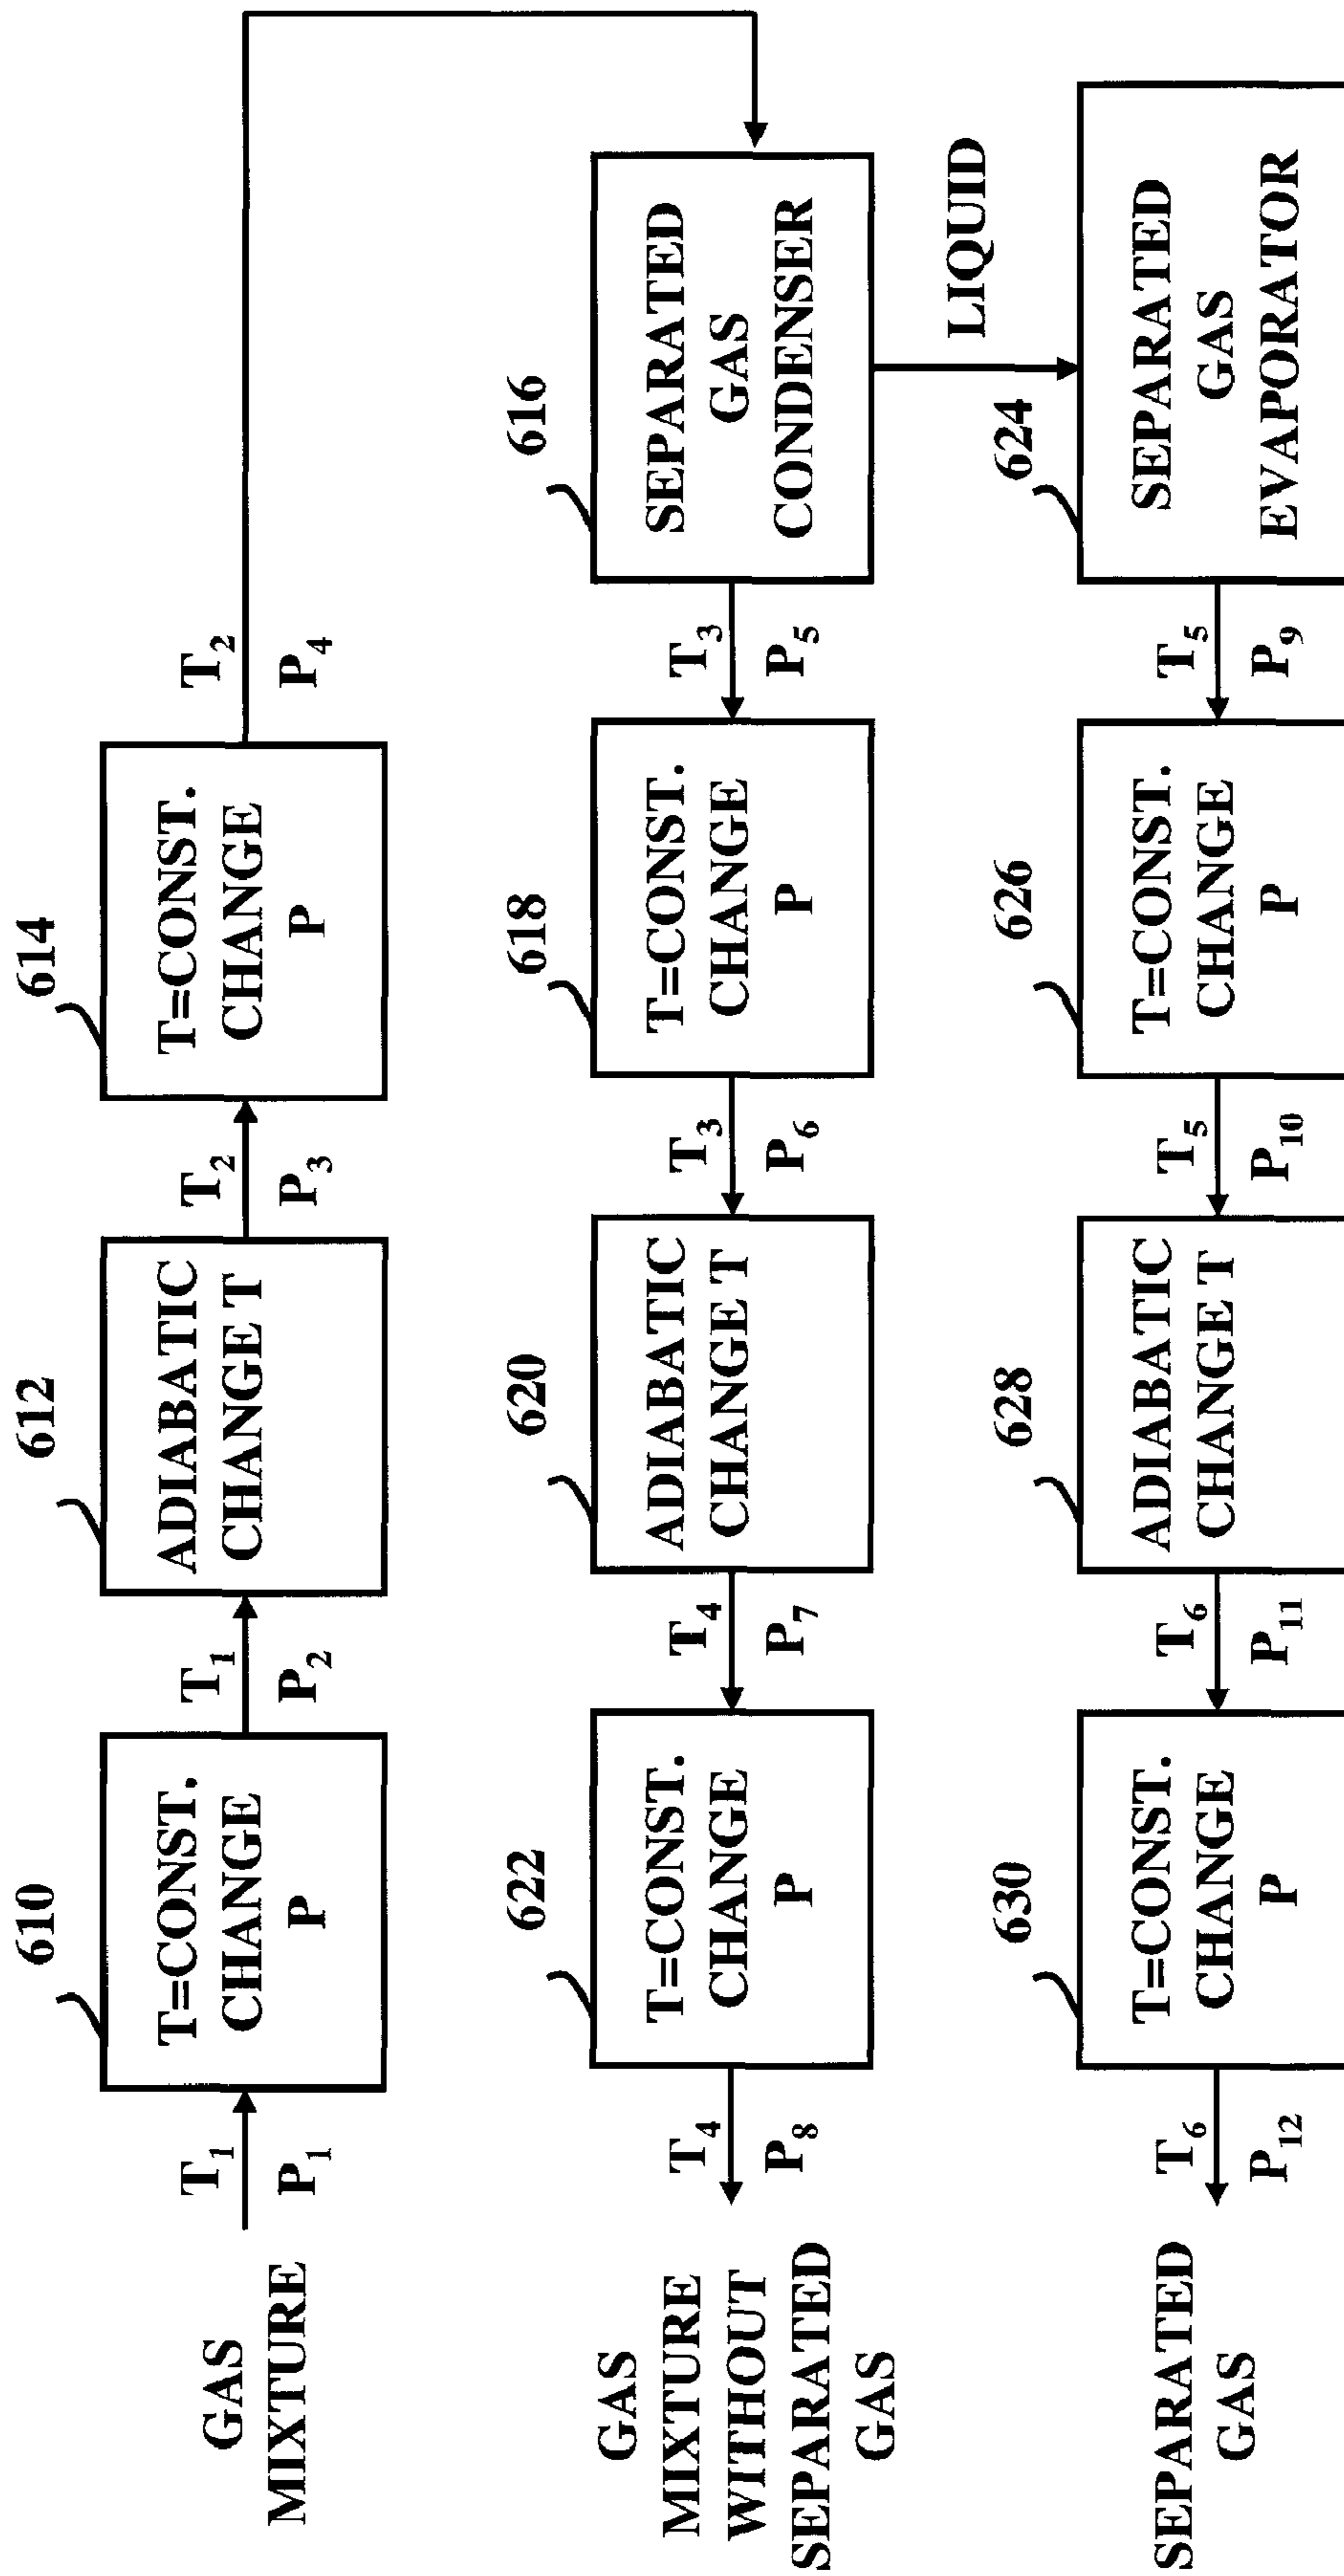 610
612
614
GAS
MIXTURE
T1
P1
T=CONST.
CHANGE
P
T1
P2
ADIABATIC
CHANGE T
T2
P3
T=CONST.
CHANGE
P
T2
P4
622
620
618
616
GAS
MIXTURE
WITHOUT
SEPARATED
GAS
T4
P8
T=CONST.
CHANGE
P
T4
P7
ADIABATIC
CHANGE T
T3
P6
T=CONST.
CHANGE
P
T3
P5
SEPARATED
GAS
CONDENSER
LIQUID
630
628
626
624
SEPARATED
GAS
T6
P12
T=CONST.
CHANGE
P
T6
P11
ADIABATIC
CHANGE T
T5
P10
T=CONST.
CHANGE
P
T5
P9
SEPARATED
GAS
EVAPORATOR